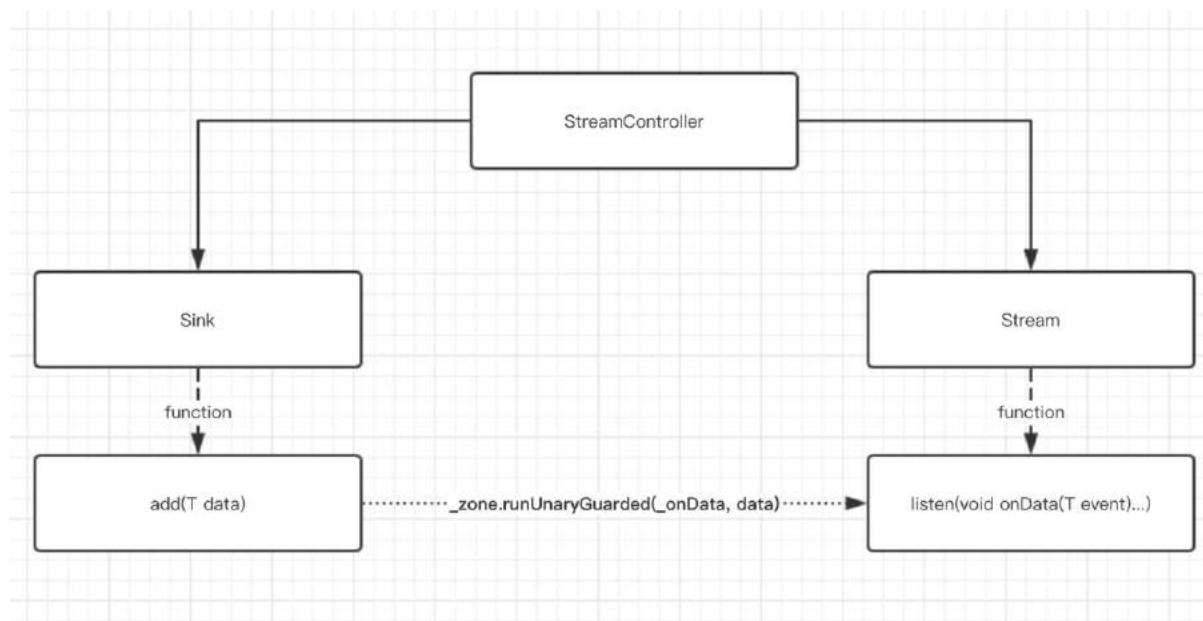 StreamController
Sink
Stream
function
function
add(T data)
_zone.runUnaryGuarded(_onData, data)
listen(void onData(T event)...)